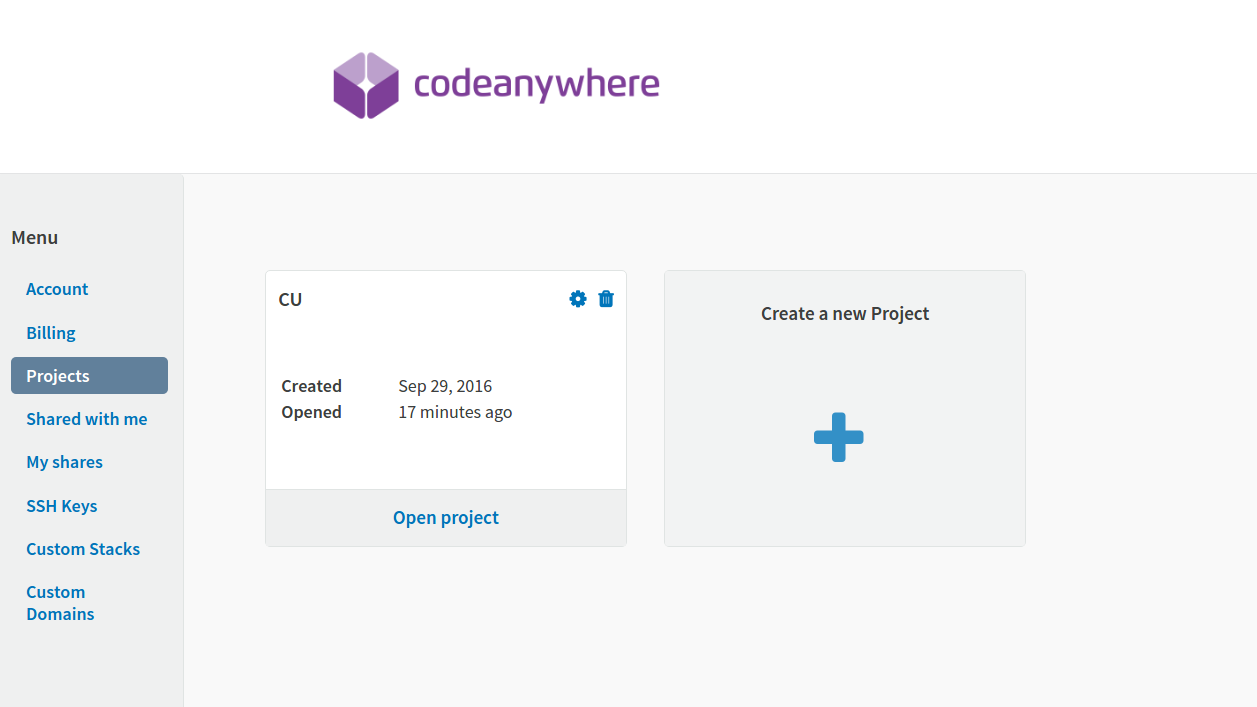 codeanywhere
Menu
Account
Billing
Projects
Shared with me
My shares
SSH Keys
Custom Stacks
Custom
Domains
CU
Created Sep 29, 2016
Opened 17 minutes ago
Open project
Create a new Project